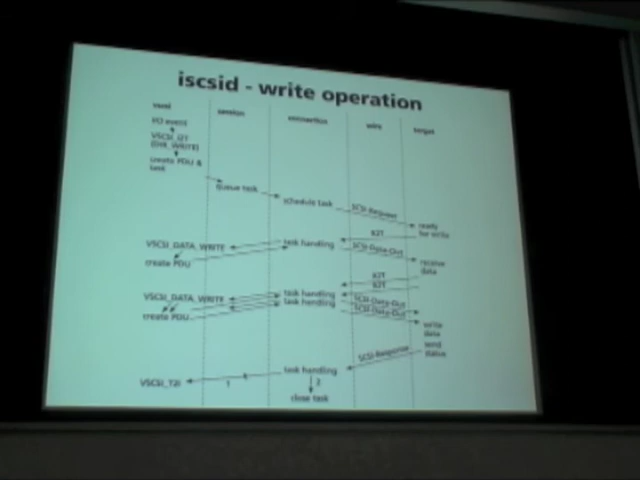 iscsid - write operation
vscsi
session
connection
wire
target
I/O event
VSCSI_I2T
(DIR_WRITE)
create PDU &
task
queue task
schedule task
SCSI-Request
ready
for write
R2T
VSCSI_DATA_WRITE
task handling
SCSI-Data-Out
create PDU
receive
data
R2T
R2T
VSCSI_DATA_WRITE
task handling
task handling
SCSI-Data-Out
SCSI-Data-Out
create PDU
write
data
send
status
SCSI-Response
task handling
VSCSI_T2I
1
2
close task